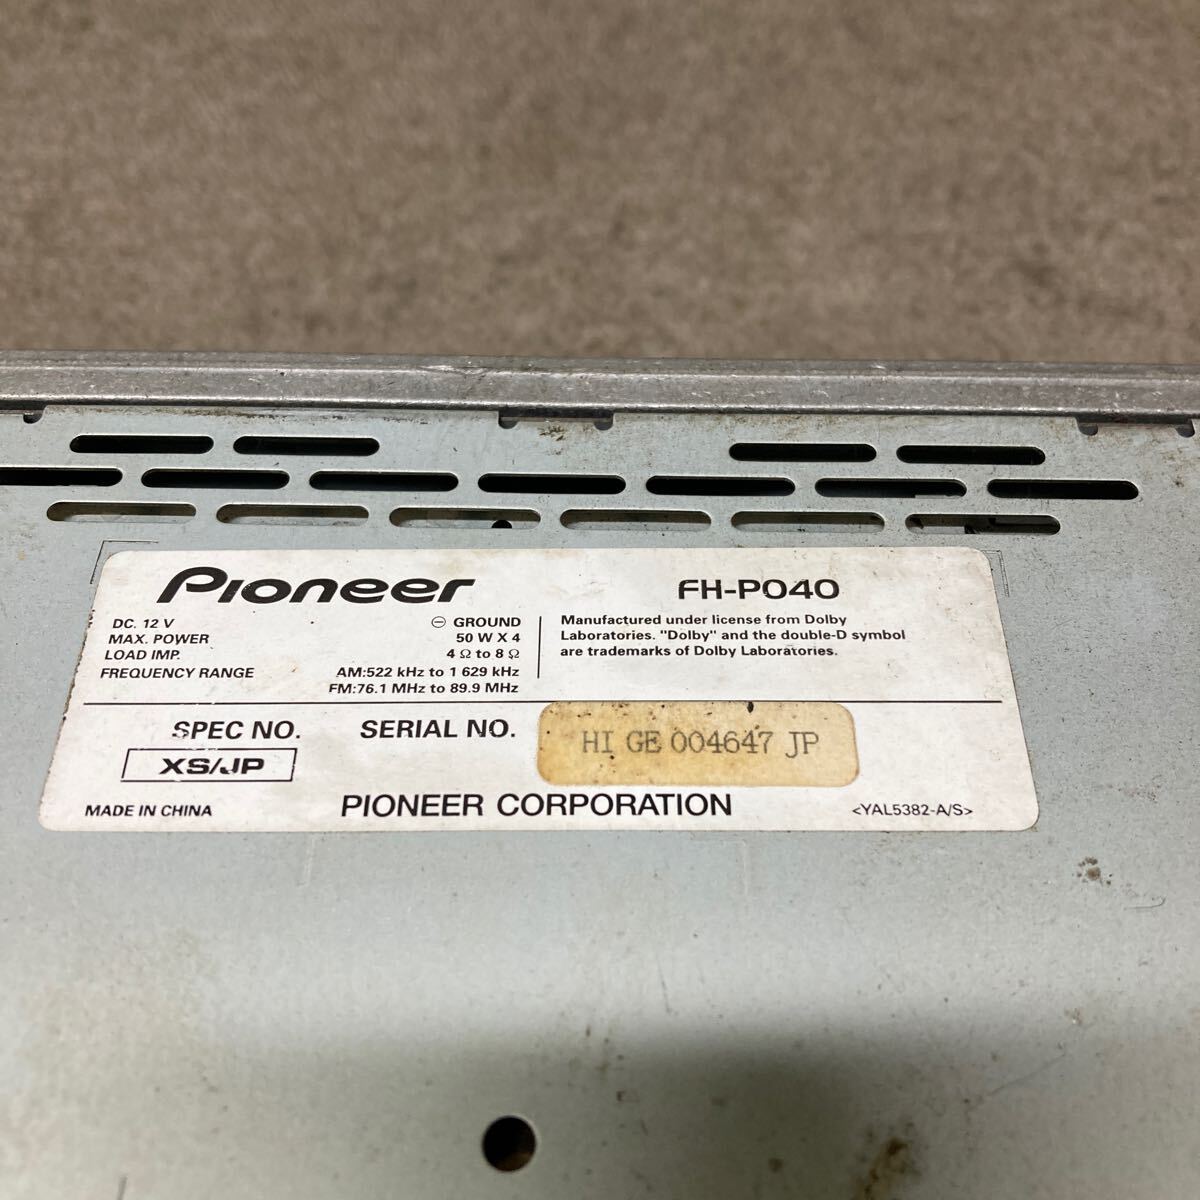 Pioneer
FH-P040
DC. 12 V ⊖ GROUND
MAX. POWER 50 W X 4
LOAD IMP. 4 Ω to 8 Ω
FREQUENCY RANGE AM:522 kHz to 1 629 kHz
FM:76.1 MHz to 89.9 MHz
Manufactured under license from Dolby
Laboratories. "Dolby" and the double-D symbol
are trademarks of Dolby Laboratories.
SPEC NO. SERIAL NO. HI GE 004647 JP
XS/JP
MADE IN CHINA PIONEER CORPORATION <YAL5382-A/S>